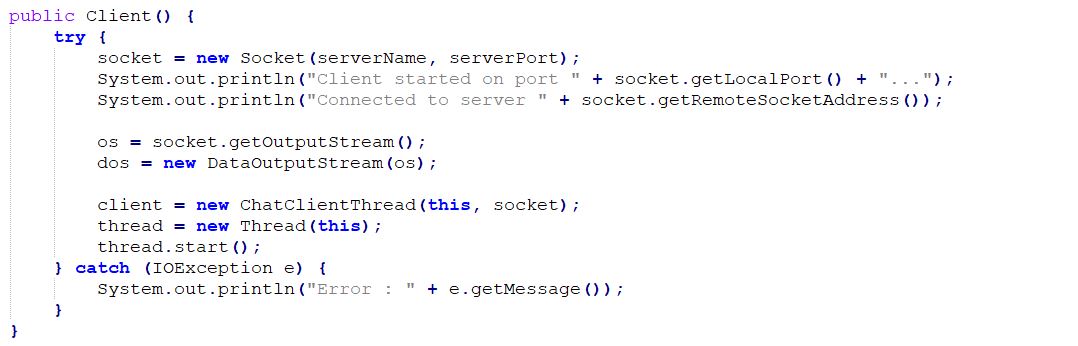 public Client() {
    try {
        socket = new Socket(serverName, serverPort);
        System.out.println("Client started on port " + socket.getLocalPort() + "...");
        System.out.println("Connected to server " + socket.getRemoteSocketAddress());

        os = socket.getOutputStream();
        dos = new DataOutputStream(os);

        client = new ChatClientThread(this, socket);
        thread = new Thread(this);
        thread.start();
    } catch (IOException e) {
        System.out.println("Error : " + e.getMessage());
    }
}